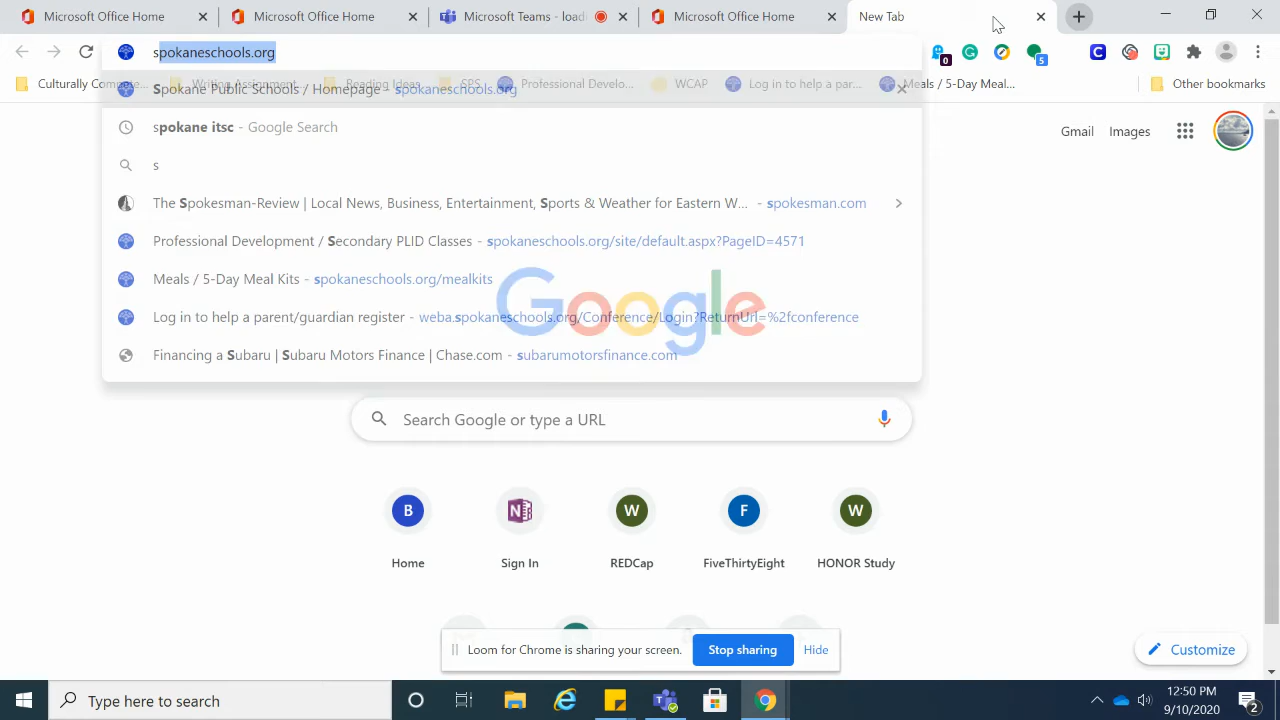 Microsoft Office Home
Microsoft Office Home
Microsoft Teams - load
Microsoft Office Home
New Tab
spokaneschools.org
0
5
Culturally Compete...
Writing Assignment
Reading Ideas
SPS
Professional Develo...
WCAP
Log in to help a par...
Meals / 5-Day Meal...
Other bookmarks
Spokane Public Schools / Homepage - spokaneschools.org
spokane itsc - Google Search
s
The Spokesman-Review | Local News, Business, Entertainment, Sports & Weather for Eastern W... - spokesman.com
Professional Development / Secondary PLID Classes - spokaneschools.org/site/default.aspx?PageID=4571
Meals / 5-Day Meal Kits - spokaneschools.org/mealkits
Log in to help a parent/guardian register - weba.spokaneschools.org/Conference/Login?ReturnUrl=%2fconference
Financing a Subaru | Subaru Motors Finance | Chase.com - subarumotorsfinance.com
Gmail
Images
Google
Search Google or type a URL
B
N
W
F
W
Home
Sign In
REDCap
FiveThirtyEight
HONOR Study
Loom for Chrome is sharing your screen.
Stop sharing
Hide
Customize
Type here to search
12:50 PM
9/10/2020
2